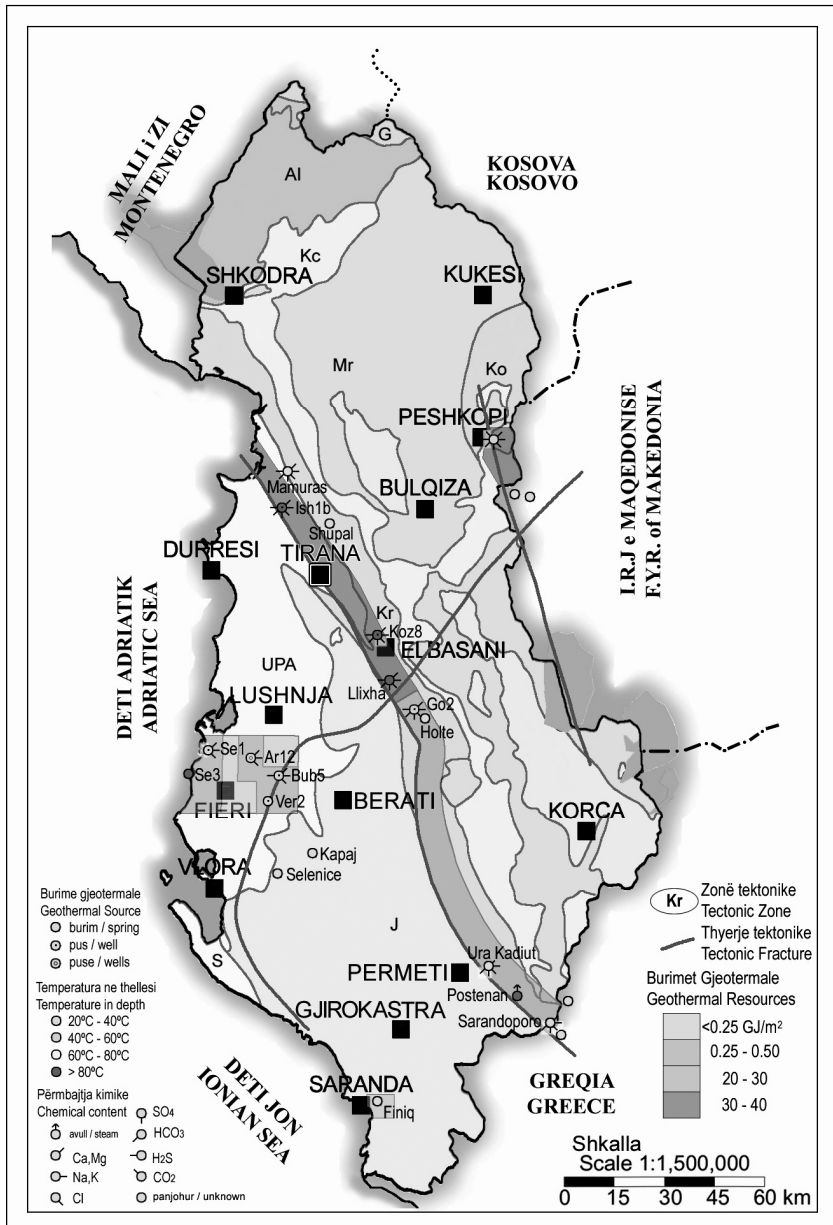 MALI i ZI
MONTENEGRO
G
KOSOVA
KOSOVO
Al
Kc
SHKODRA
KUKESI
Mr
Ko
PESHKOPI
Mamuras
Ish1b
BULQIZA
Shupal
DURRESI
TIRANA
I.R.J e MAQEDONISE
F.Y.R. of MAKEDONIA
Kr
Koz8
ELBASANI
DETI ADRIATIK
ADRIATIC SEA
UPA
Llixha
LUSHNJA
Go2
Holte
Se1
Ar12
Se3
Bub5
FIERI
Ver2
BERATI
KORCA
Kapaj
VLORA
Selenice
J
S
Ura Kadiut
PERMETI
Postenan
GJIROKASTRA
Sarandoporo
DETI JON
IONIAN SEA
GREQIA
GREECE
SARANDA
Finiq
Burime gjeotermale
Geothermal Source
burim / spring
pus / well
puse / wells
Temperatura ne thellesi
Temperature in depth
20ºC - 40ºC
40ºC - 60ºC
60ºC - 80ºC
> 80ºC
Përmbajtja kimike
Chemical content
avull / steam
Ca,Mg
Na,K
Cl
SO4
HCO3
H2S
CO2
panjohur / unknown
Kr
Zonë tektonike
Tectonic Zone
Thyerje tektonike
Tectonic Fracture
Burimet Gjeotermale
Geothermal Resources
<0.25 GJ/m²
0.25 - 0.50
20 - 30
30 - 40
Shkalla
Scale 1:1,500,000
0 15 30 45 60 km